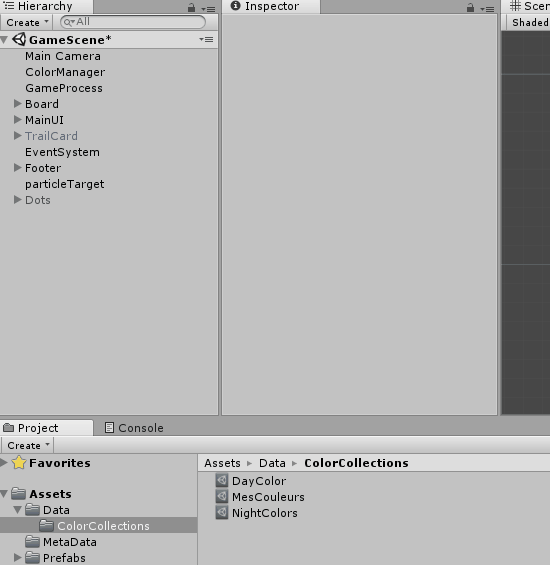 Hierarchy
Create
All
GameScene*
Main Camera
ColorManager
GameProcess
Board
MainUI
TrailCard
EventSystem
Footer
particleTarget
Dots
Inspector
Scen
Shaded
Project
Console
Create
Favorites
Assets
Data
ColorCollections
MetaData
Prefabs
Assets Data ColorCollections
DayColor
MesCouleurs
NightColors